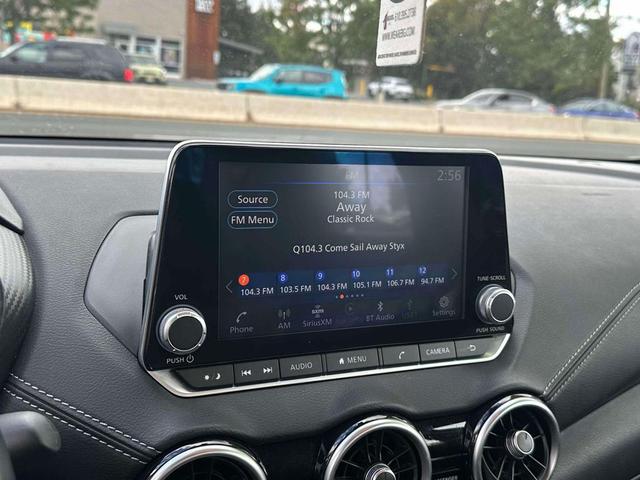 FM
2:56
104.3 FM
Source
Away
FM Menu
Classic Rock
Q104.3 Come Sail Away Styx
7 8 9 10 11 12
104.3 FM 103.5 FM 104.3 FM 105.1 FM 106.7 FM 94.7 FM
Phone AM SiriusXM BT Audio Settings
VOL
PUSH
TUNE·SCROLL
PUSH SOUND
AUDIO MENU CAMERA